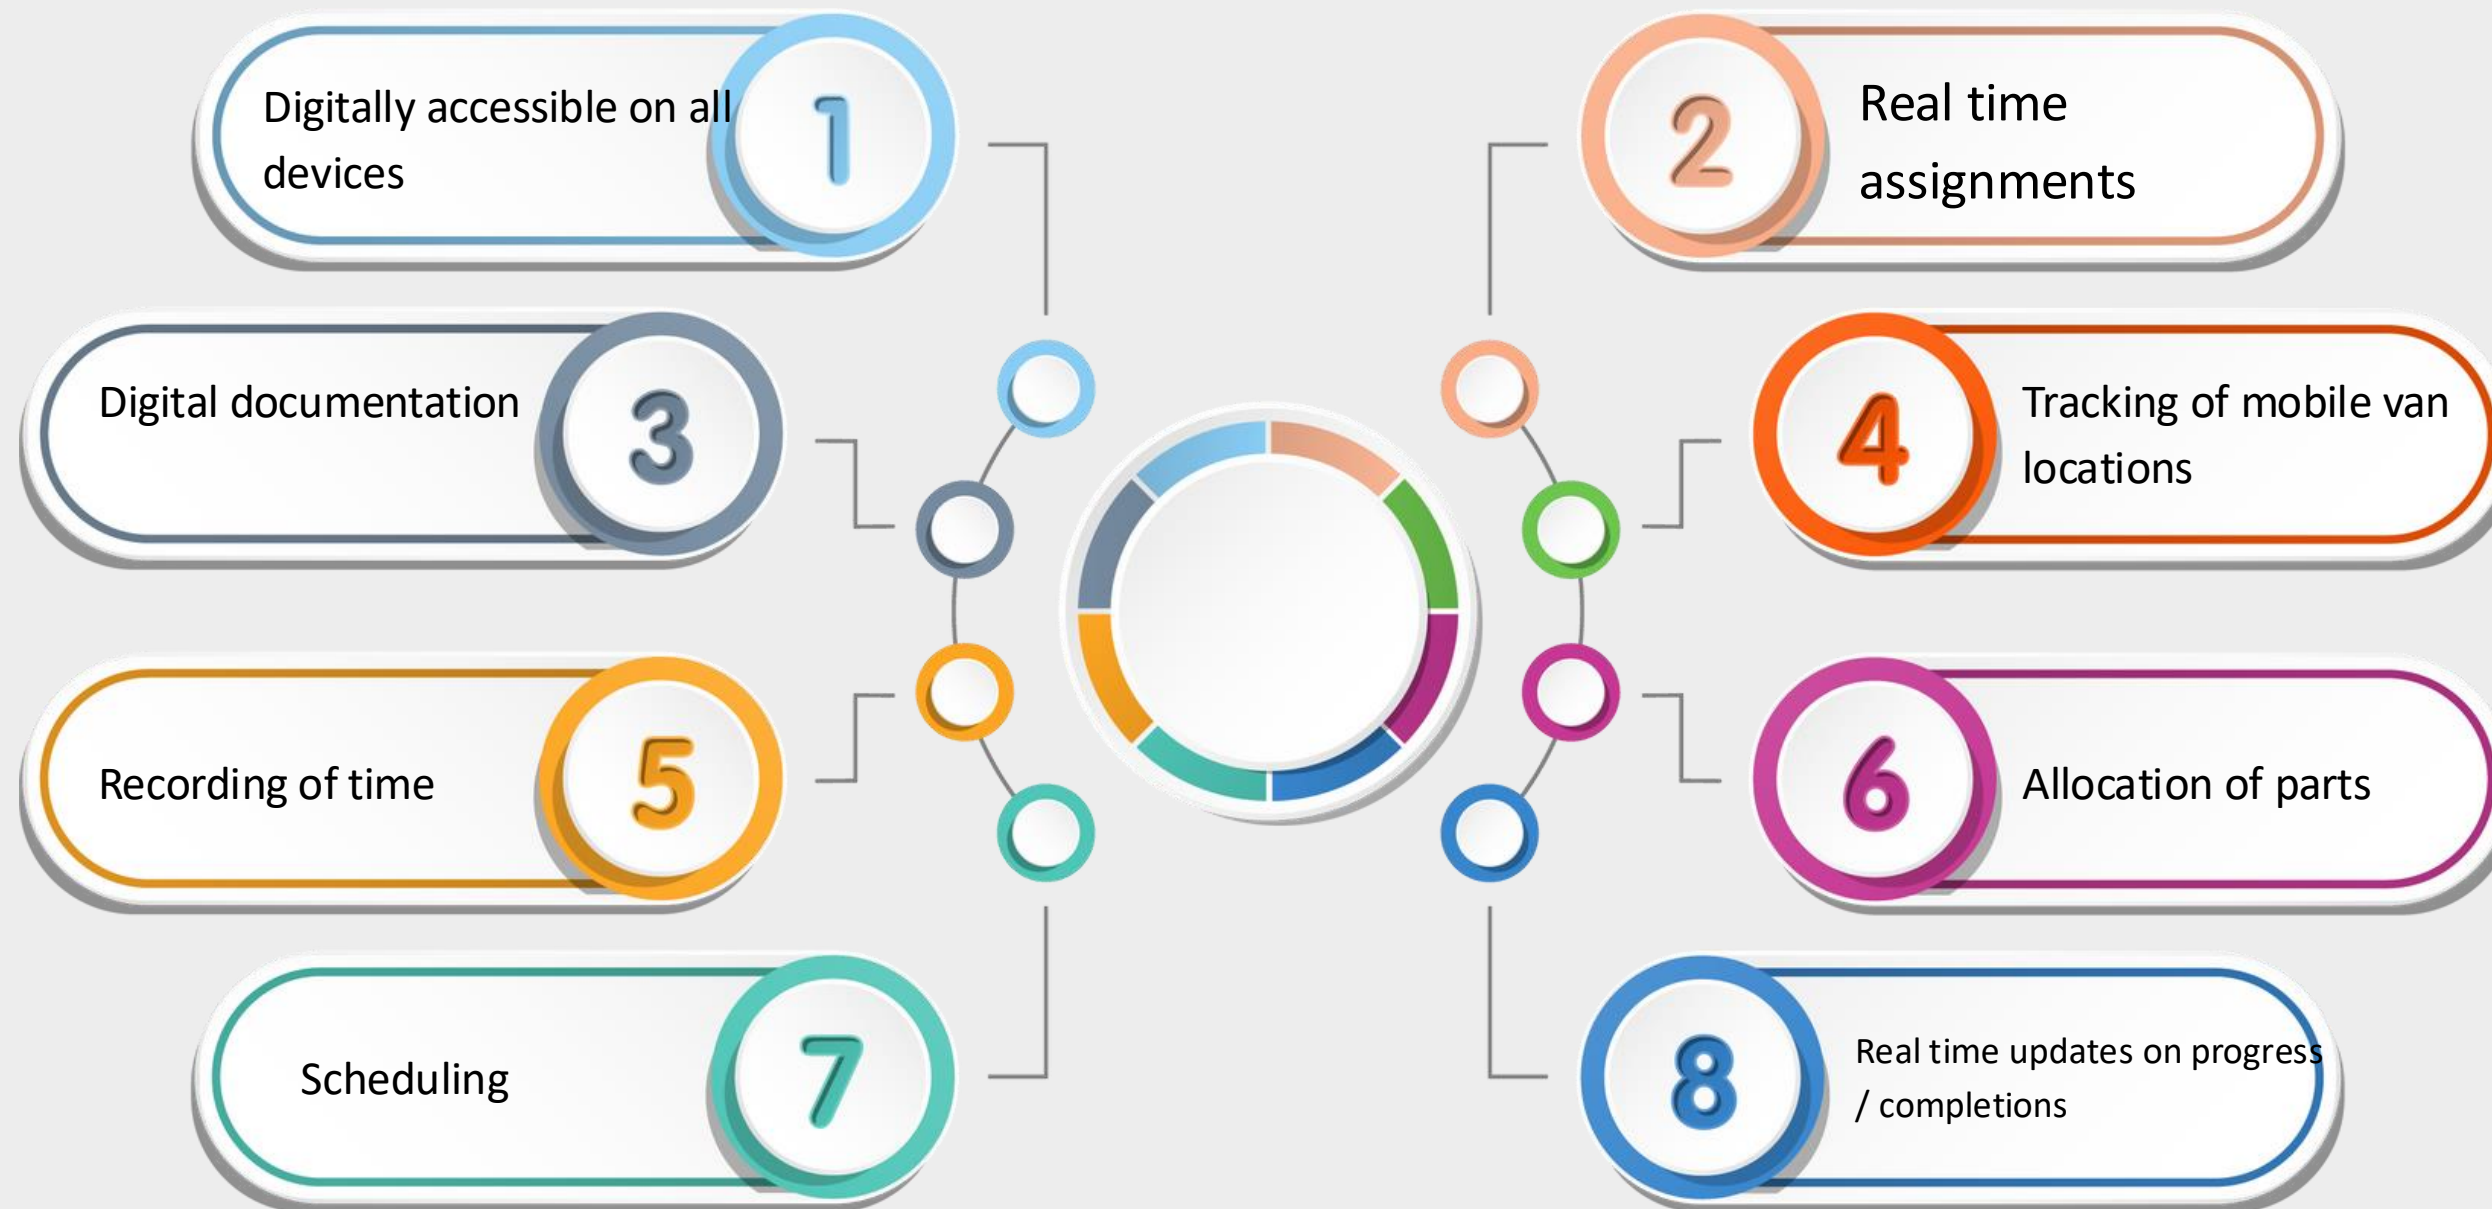 1
Digitally accessible on all
devices
2
Real time
assignments
3
Digital documentation
4
Tracking of mobile van
locations
5
Recording of time
6
Allocation of parts
7
Scheduling
8
Real time updates on progress
/ completions